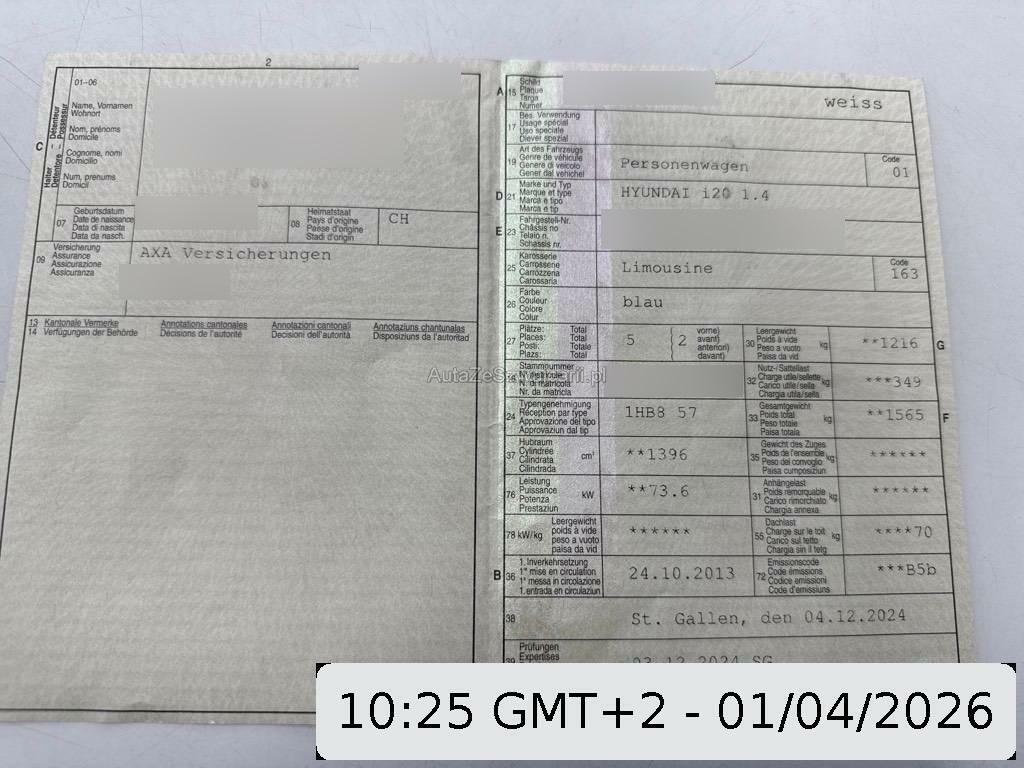 2
01–06
Name, Vornamen
Wohnort
Nom, prénoms
Domicile
Cognome, nomi
Domicilio
Num, prenums
Domicil
C
Halter – Détenteur
Detentore – Possessur
07
Geburtsdatum
Date de naissance
Data di nascita
Data da nasch.
08
Heimatstaat
Pays d'origine
Paese d'origine
Stadi d'origin
CH
09
Versicherung
Assurance
Assicurazione
Assicuranza
AXA Versicherungen
13 Kantonale Vermerke Annotations cantonales Annotazioni cantonali Annotaziuns chantunalas
14 Verfügungen der Behörde Décisions de l'autorité Decisioni dell'autorità Disposiziuns da l'autoritad
A 15
Schild
Plaque
Targa
Numer
weiss
17
Bes. Verwendung
Usage spécial
Uso speciale
Diever spezial
19
Art des Fahrzeugs
Genre de véhicule
Genere di veicolo
Gener dal vehichel
Personenwagen
Code
01
D 21
Marke und Typ
Marque et type
Marca e tipo
Marca e tip
HYUNDAI i20 1.4
E 23
Fahrgestell-Nr.
Châssis no
Telaio n.
Schassis nr.
25
Karosserie
Carrosserie
Carrozzeria
Carossaria
Limousine
Code
163
26
Farbe
Couleur
Colore
Colur
blau
27
Plätze: Total
Places: Total
Posti: Totale
Plazs: Total
5
2
vorne)
avant)
anteriori)
davant)
30
Leergewicht
Poids à vide
Peso a vuoto
Paisa da vid
kg
**1216
G
Stammnummer
N° matricule
N. di matricola
Nr. da matricla
32
Nutz-/Sattellast
Charge utile/sellette
Carico utile/sella
Chargia utila/sella
kg
***349
24
Typengenehmigung
Réception par type
Approvazione del tipo
Approvaziun dal tip
1HB8 57
33
Gesamtgewicht
Poids total
Peso totale
Paisa totala
kg
**1565
F
37
Hubraum
Cylindrée
Cilindrata
Cilindrada
cm³
**1396
35
Gewicht des Zuges
Poids de l'ensemble
Peso del convoglio
Paisa cumposiziun
kg
******
76
Leistung
Puissance
Potenza
Prestaziun
kW
**73.6
31
Anhängelast
Poids remorquable
Carico rimorchiato
Chargia annexa
kg
******
78 kW/kg
Leergewicht
poids à vide
peso a vuoto
paisa da vid
******
55
Dachlast
Charge sur le toit
Carico sul tetto
Chargia sin il tetg
kg
****70
B 36
1. Inverkehrsetzung
1re mise en circulation
1a messa in circolazione
1. entrada en circulaziun
24.10.2013
72
Emissionscode
Code émissions
Codice emissioni
Code d'emissiuns
***B5b
38
St. Gallen, den 04.12.2024
39
Prüfungen
Expertises
03.12.2024 SG
AutaZeSzwajcarii.pl
10:25 GMT+2 - 01/04/2026